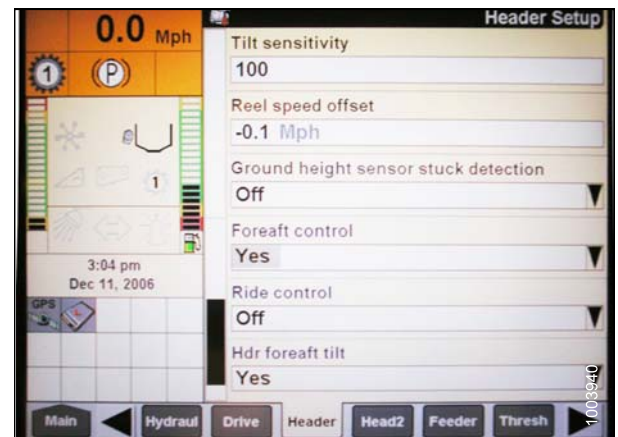 Header Setup
0.0 Mph
1 (P)
Tilt sensitivity
100
Reel speed offset
-0.1 Mph
Ground height sensor stuck detection
Off
1
Foreaft control
Yes
3:04 pm
Dec 11, 2006
Ride control
Off
GPS
Hdr foreaft tilt
Yes
1003940
Main Hydraul Drive Header Head2 Feeder Thresh